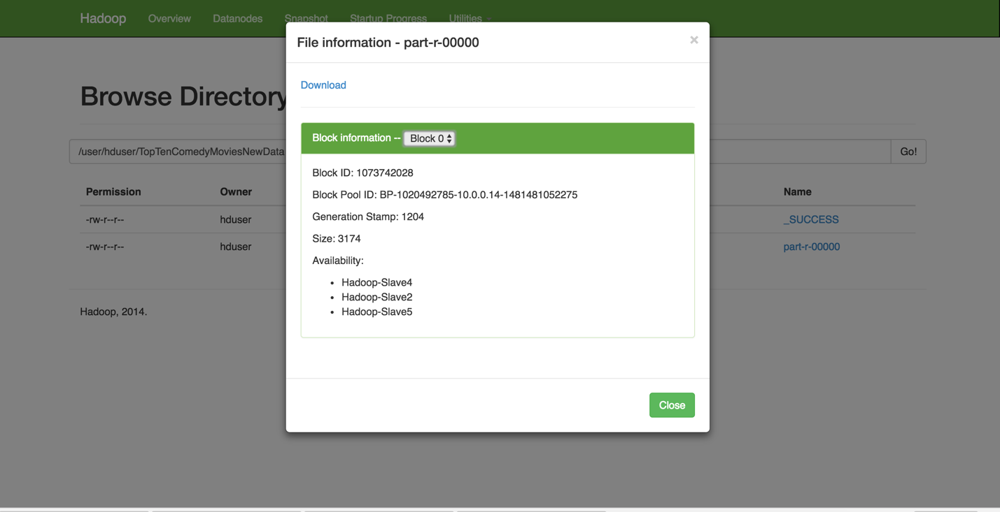 Hadoop Overview Datanodes Snapshot Startup Progress Utilities
File information - part-r-00000 ×
Download
Browse Directory
Block information -- Block 0
/user/hduser/TopTenComedyMoviesNewData Go!
Block ID: 1073742028
Permission Owner Name
Block Pool ID: BP-1020492785-10.0.0.14-1481481052275
-rw-r--r-- hduser _SUCCESS
Generation Stamp: 1204
Size: 3174
-rw-r--r-- hduser part-r-00000
Availability:
• Hadoop-Slave4
• Hadoop-Slave2
• Hadoop-Slave5
Hadoop, 2014.
Close